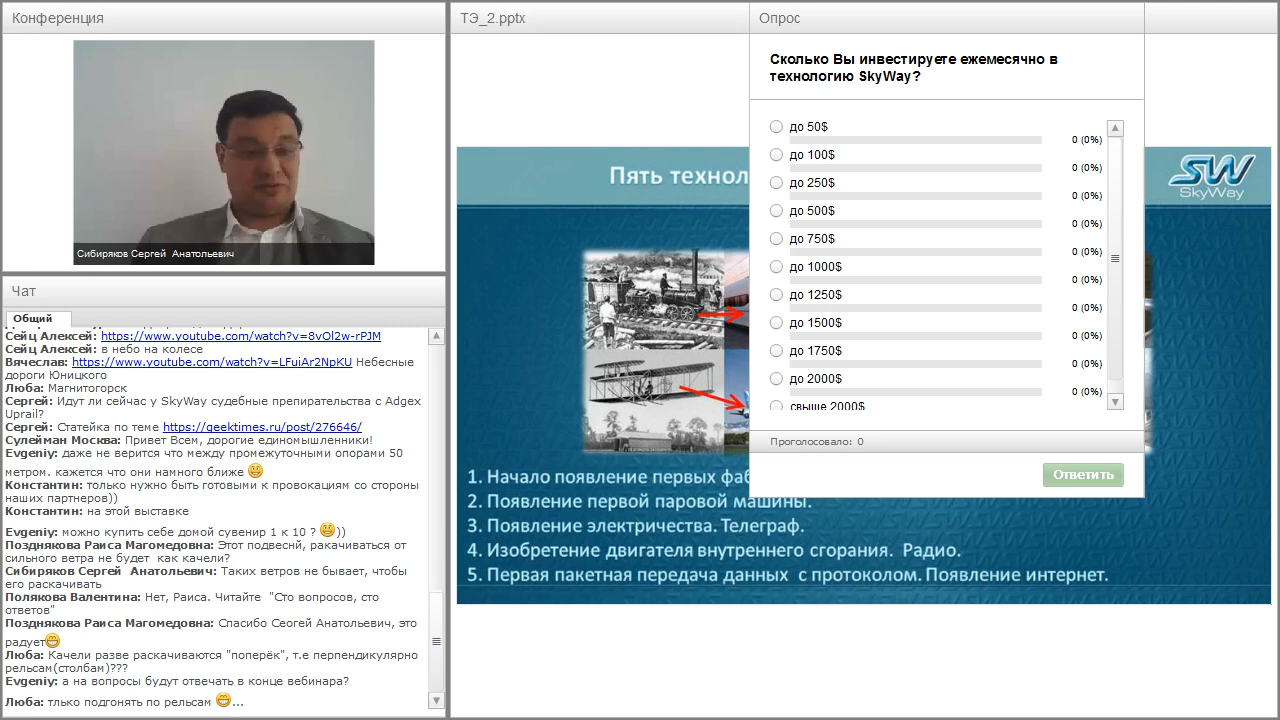 Конференция
Сибиряков Сергей Анатольевич
Чат
Общий
Сейц Алексей: https://www.youtube.com/watch?v=8vOl2w-rPJM
Сейц Алексей: в небо на колесе
Вячеслав: https://www.youtube.com/watch?v=LFuiAr2NpKU Небесные
дороги Юницкого
Люба: Магнитогорск
Сергей: Идут ли сейчас у SkyWay судебные препирательства с Adgex
Uprail?
Сергей: Статейка по теме https://geektimes.ru/post/276646/
Сулейман Москва: Привет Всем, дорогие единомышленники!
Evgeniy: даже не верится что между промежуточными опорами 50
метром. кажется что они намного ближе
Константин: только нужно быть готовыми к провокациям со стороны
наших партнеров))
Константин: на этой выставке
Evgeniy: можно купить себе домой сувенир 1 к 10 ? ))
Позднякова Раиса Магомедовна: Этот подвеснй, ракачиваться от
сильного ветра не будет как качели?
Сибиряков Сергей Анатольевич: Таких ветров не бывает, чтобы
его раскачивать
Полякова Валентина: Нет, Раиса. Читайте "Сто вопросов, сто
ответов"
Позднякова Раиса Магомедовна: Спасибо Сеогей Анатольевич, это
радует
Люба: Качели разве раскачиваются "поперёк", т.е перпендикулярно
рельсам(столбам)???
Evgeniy: а на вопросы будут отвечать в конце вебинара?
Люба: тлько подгонять по рельсам ...
ТЭ_2.pptx
Пять технол
SW
SkyWay
1. Начало появление первых фаб
2. Появление первой паровой машины.
3. Появление электричества. Телеграф.
4. Изобретение двигателя внутреннего сгорания. Радио.
5. Первая пакетная передача данных с протоколом. Появление интернет.
Опрос
Сколько Вы инвестируете ежемесячно в
технологию SkyWay?
до 50$
0 (0%)
до 100$
0 (0%)
до 250$
0 (0%)
до 500$
0 (0%)
до 750$
0 (0%)
до 1000$
0 (0%)
до 1250$
0 (0%)
до 1500$
0 (0%)
до 1750$
0 (0%)
до 2000$
0 (0%)
свыше 2000$
Проголосовало: 0
Ответить